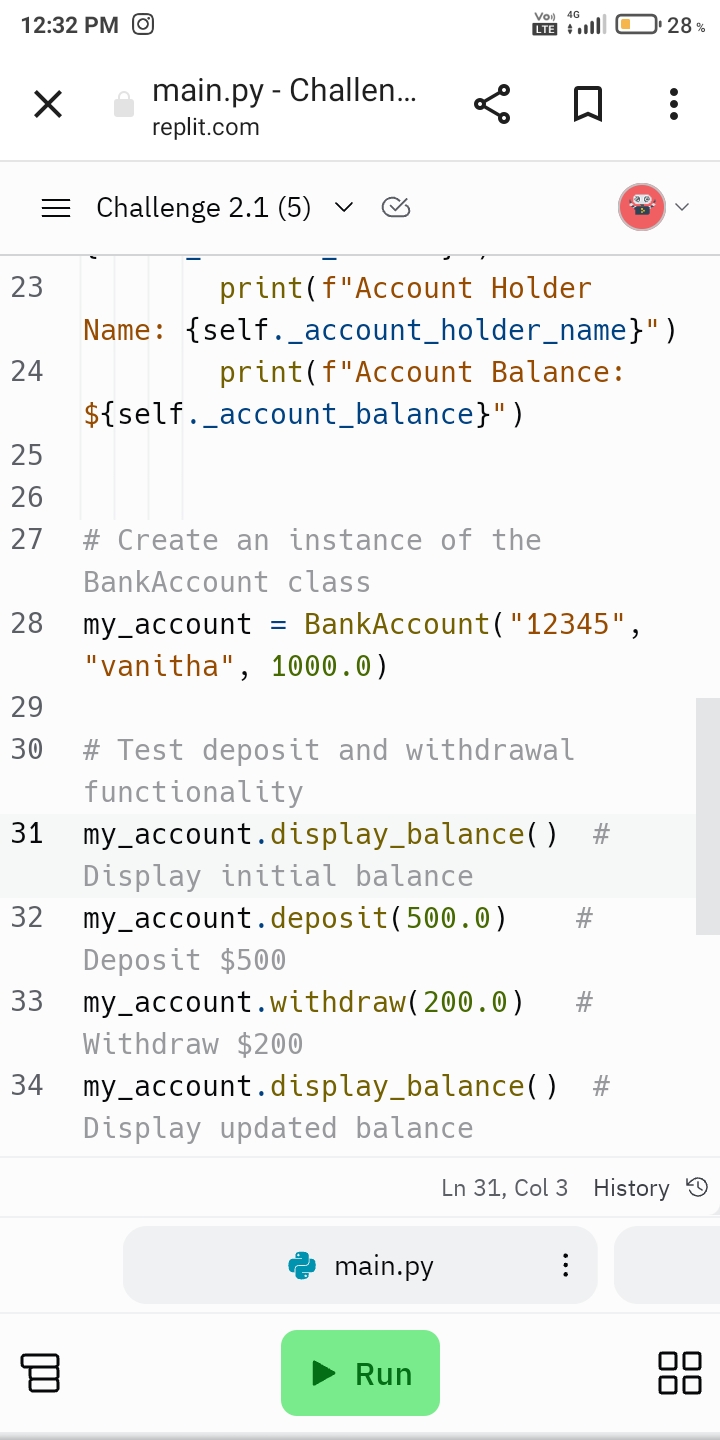 12:32 PM
Vo))
LTE
4G
28 %
main.py - Challen...
replit.com
Challenge 2.1 (5)
23 print(f"Account Holder
Name: {self._account_holder_name}")
24 print(f"Account Balance:
${self._account_balance}")
25
26
27 # Create an instance of the
BankAccount class
28 my_account = BankAccount("12345",
"vanitha", 1000.0)
29
30 # Test deposit and withdrawal
functionality
31 my_account.display_balance()  #
Display initial balance
32 my_account.deposit(500.0)    #
Deposit $500
33 my_account.withdraw(200.0)   #
Withdraw $200
34 my_account.display_balance()  #
Display updated balance
Ln 31, Col 3 History
main.py
Run